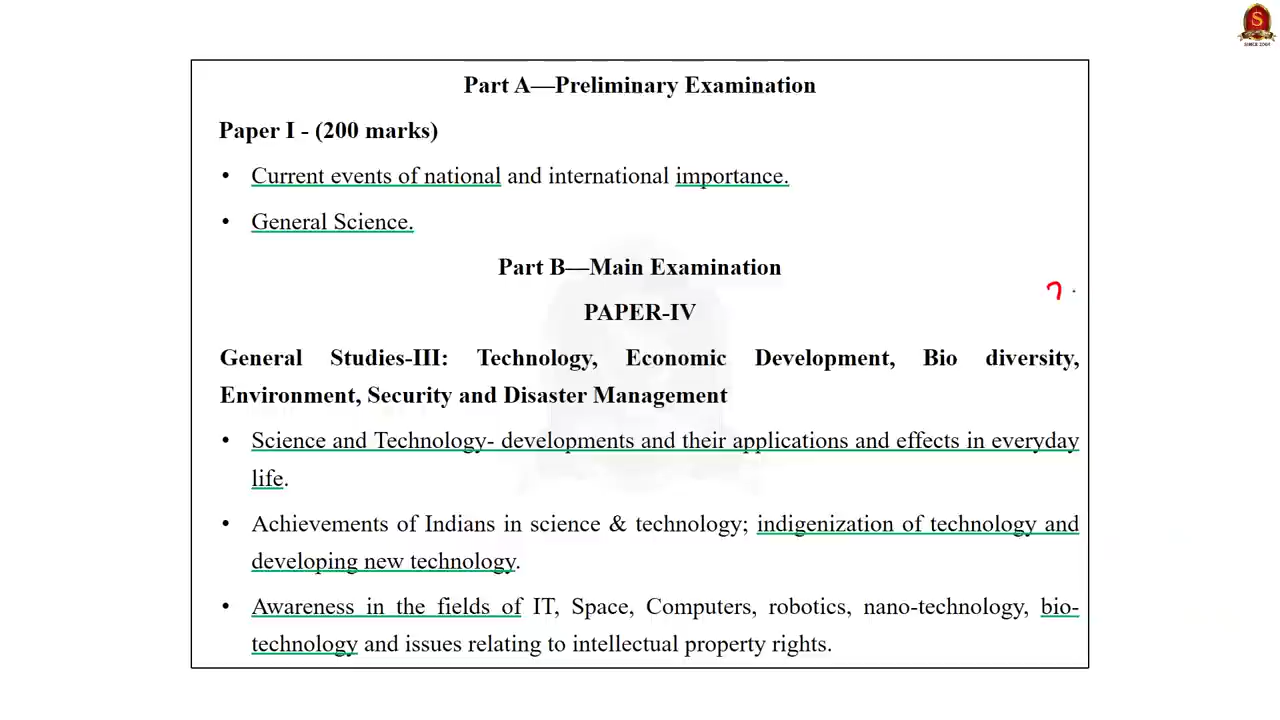 S
SINCE 2004
Part A—Preliminary Examination
Paper I - (200 marks)
• Current events of national and international importance.
• General Science.
Part B—Main Examination
PAPER-IV
General Studies-III: Technology, Economic Development, Bio diversity,
Environment, Security and Disaster Management
• Science and Technology- developments and their applications and effects in everyday
life.
• Achievements of Indians in science & technology; indigenization of technology and
developing new technology.
• Awareness in the fields of IT, Space, Computers, robotics, nano-technology, bio-
technology and issues relating to intellectual property rights.